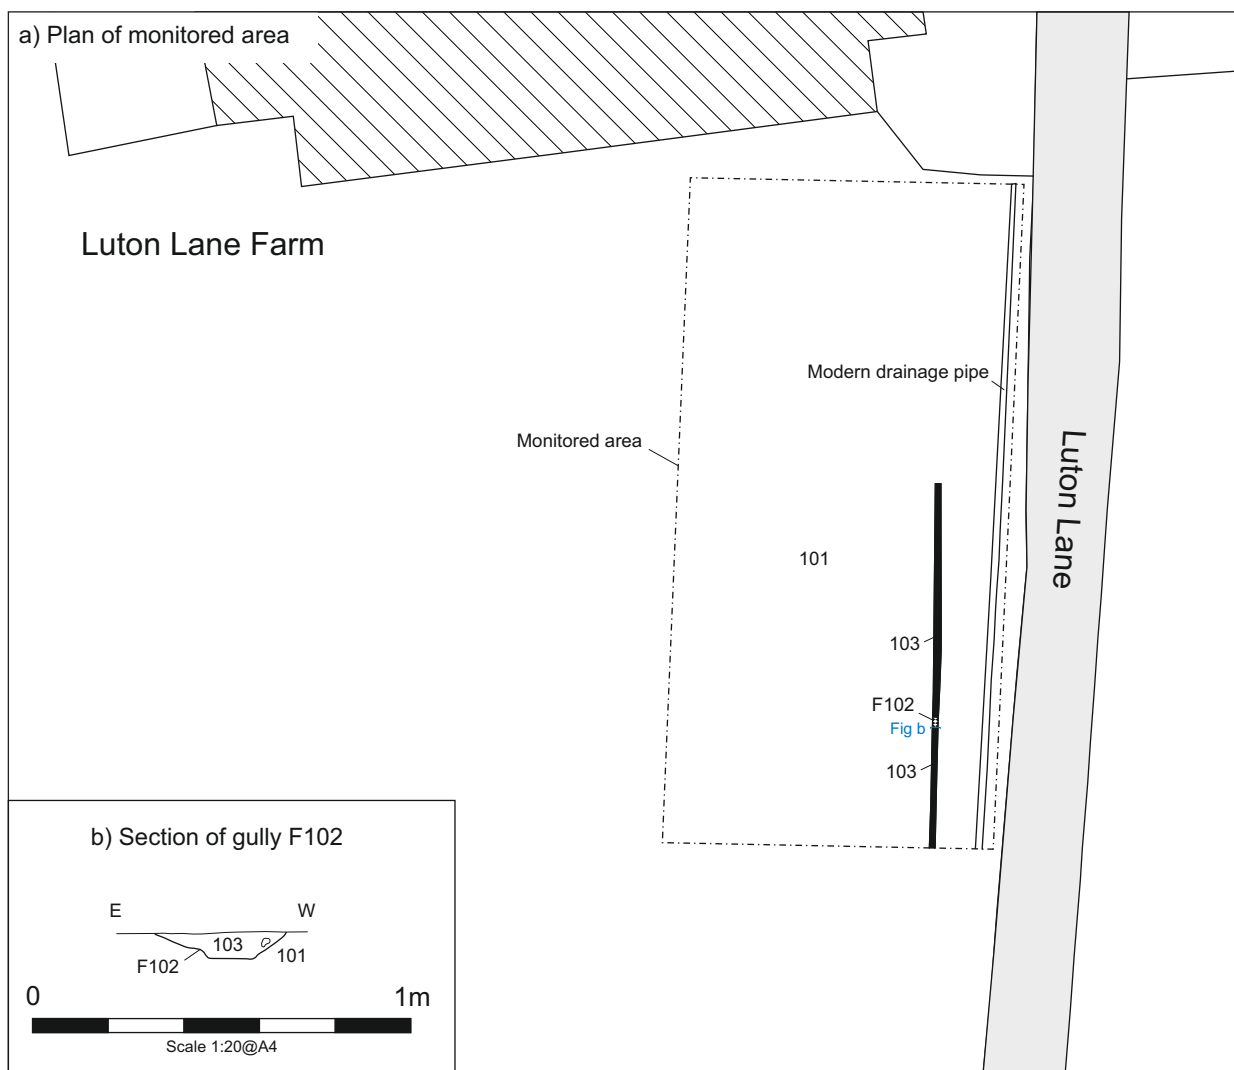 a) Plan of monitored area
Luton Lane Farm
Modern drainage pipe
Monitored area
Luton Lane
101
103
F102
Fig b
103
b) Section of gully F102
E W
103
101
F102
0 1m
Scale 1:20@A4